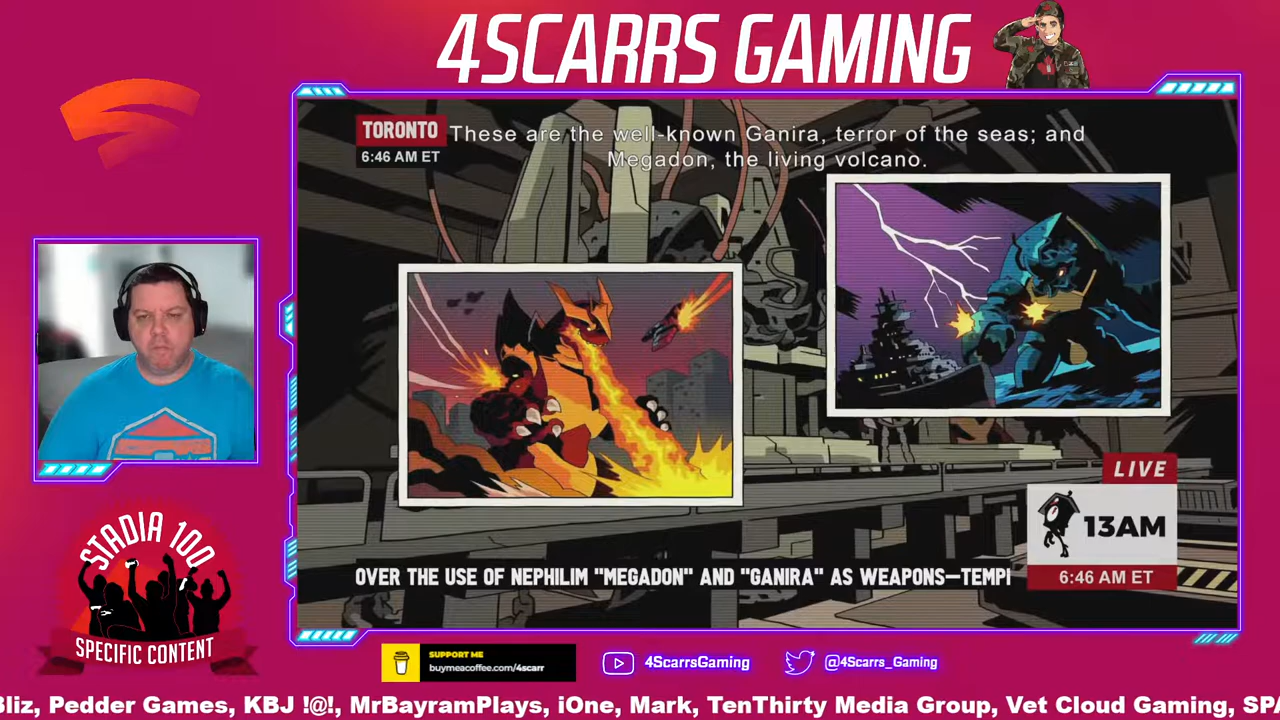 4SCARRS GAMING
TORONTO
6:46 AM ET
These are the well-known Ganira, terror of the seas; and
Megadon, the living volcano.
LIVE
13AM
6:46 AM ET
OVER THE USE OF NEPHILIM "MEGADON" AND "GANIRA" AS WEAPONS—TEMPI
STADIA 100
SPECIFIC CONTENT
SUPPORT ME
buymeacoffee.com/4scarr
4ScarrsGaming
@4Scarrs_Gaming
Bliz, Pedder Games, KBJ !@!, MrBayramPlays, iOne, Mark, TenThirty Media Group, Vet Cloud Gaming, SPA